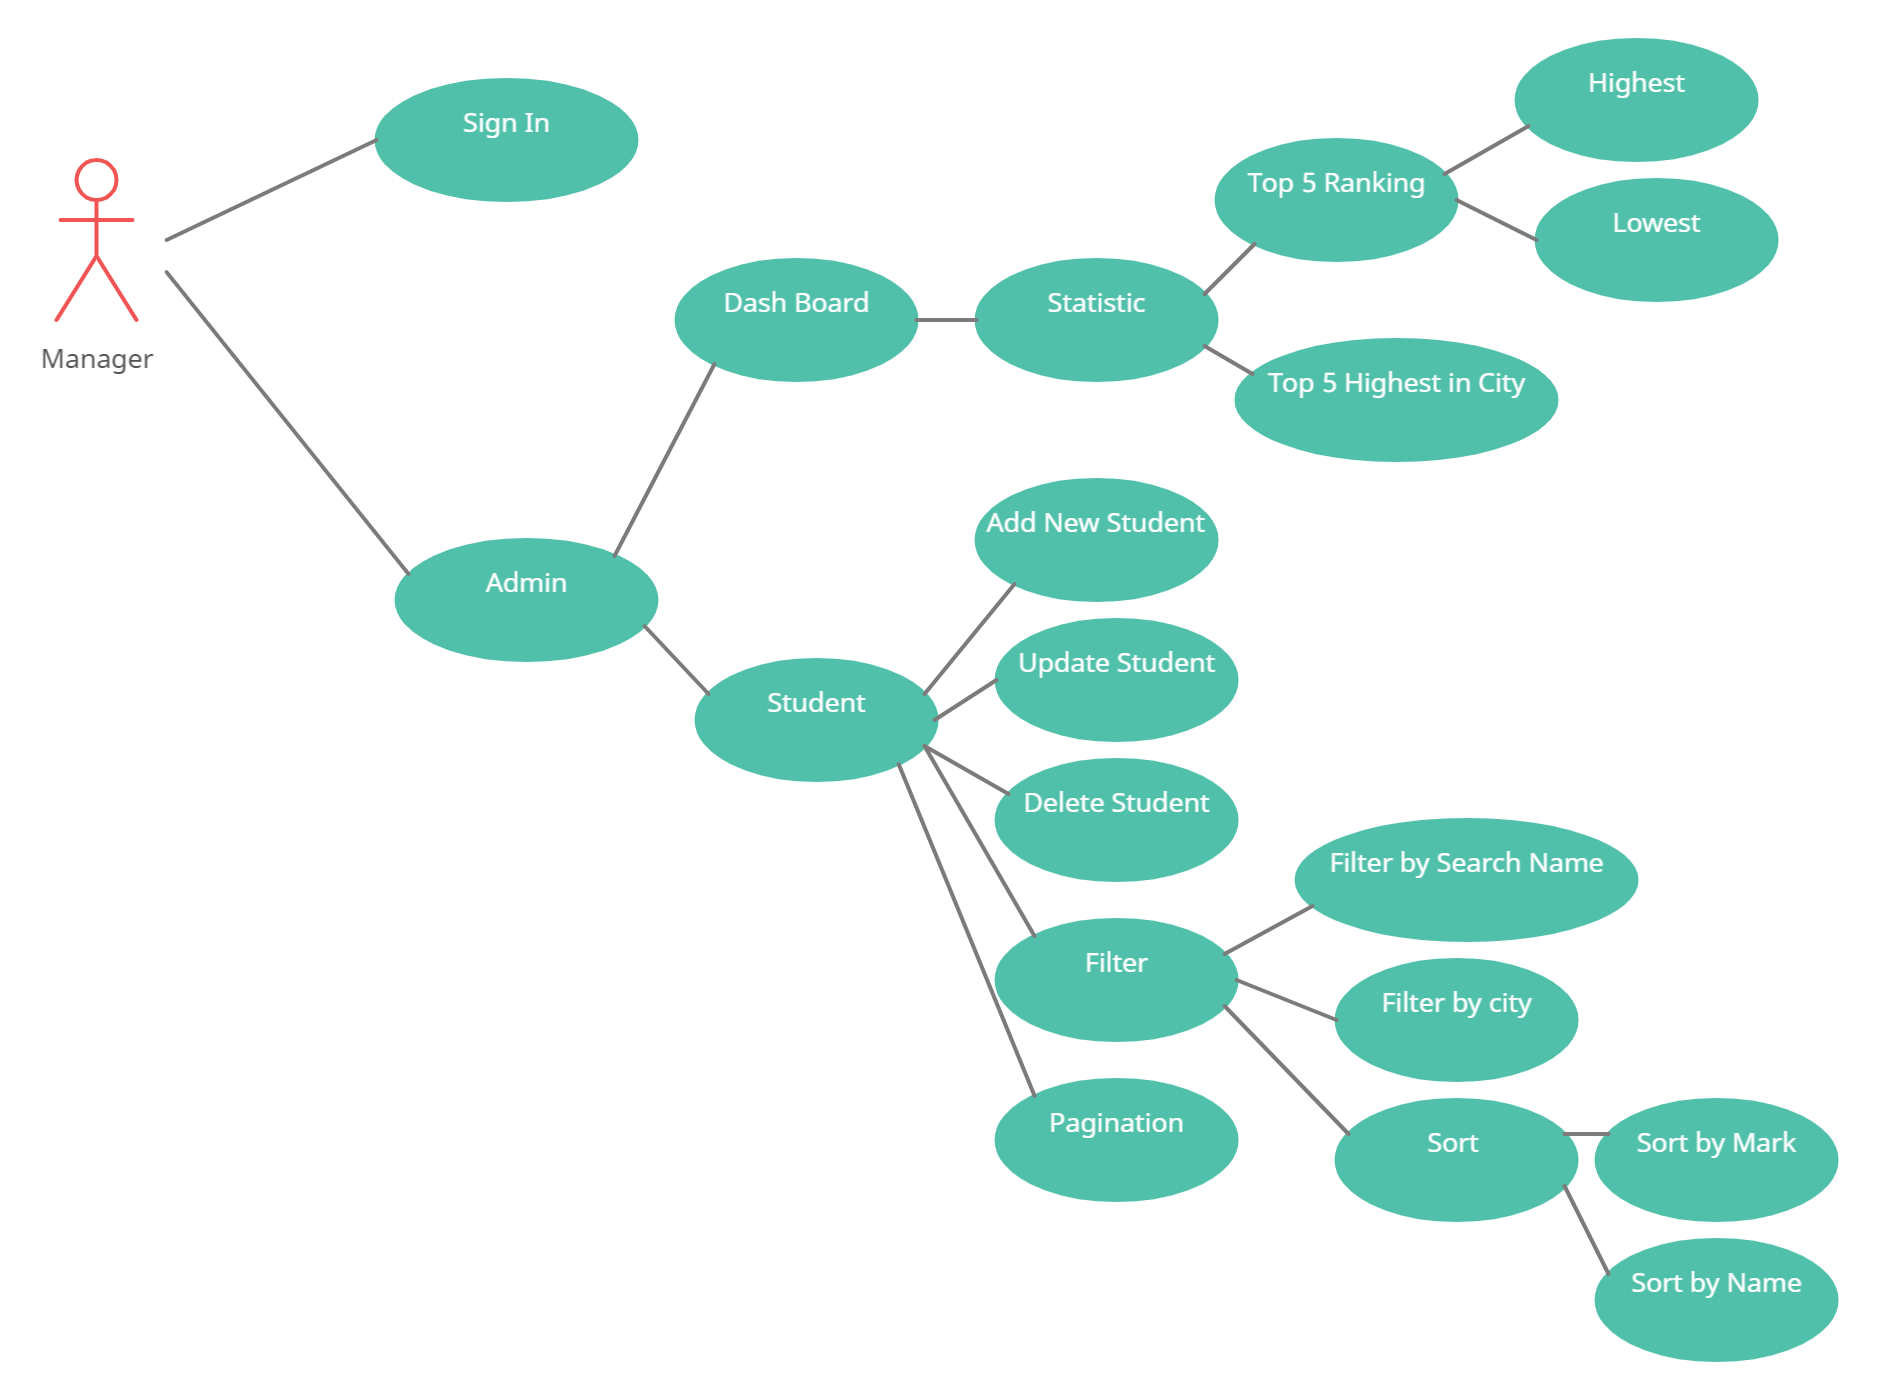 Manager
Sign In
Admin
Dash Board
Statistic
Top 5 Ranking
Highest
Lowest
Top 5 Highest in City
Student
Add New Student
Update Student
Delete Student
Filter
Filter by Search Name
Filter by city
Sort
Sort by Mark
Sort by Name
Pagination